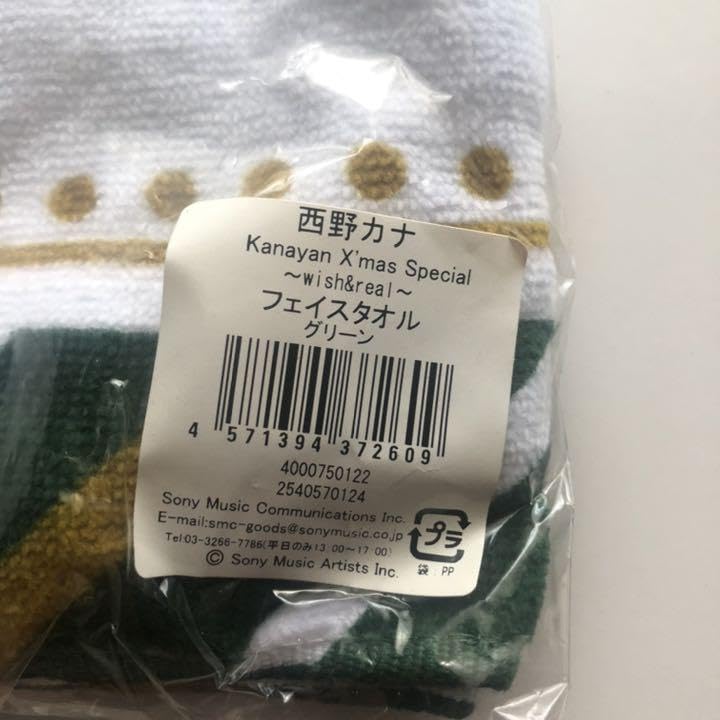 西野カナ
Kanayan X'mas Special
～wish&real～
フェイスタオル
グリーン
4 571394 372609
4000750122
2540570124
Sony Music Communications Inc.
E-mail:smc-goods@sonymusic.co.jp
Tel:03-3266-7786(平日のみ13:00～17:00)
© Sony Music Artists Inc.
プラ
袋:PP